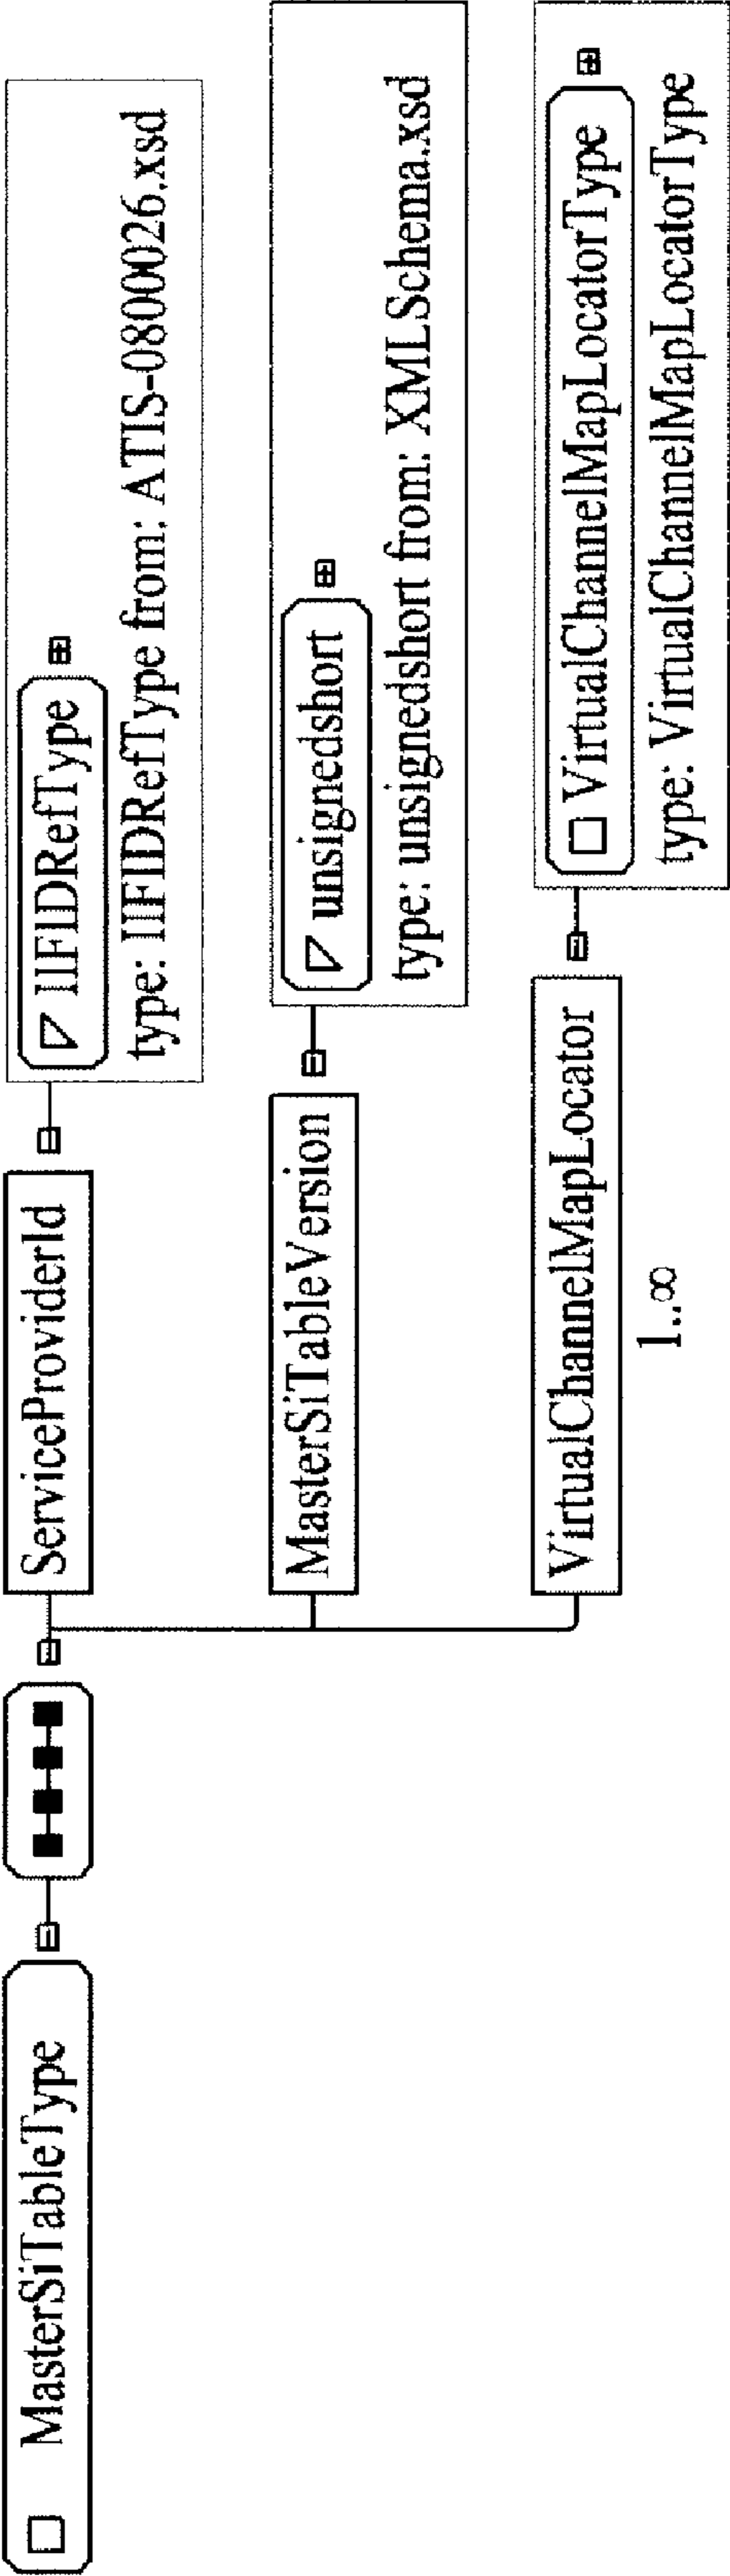 MasterSiTableType
ServiceProviderId
IIFIDRefType
type: IIFIDRefType from: ATIS-0800026.xsd
MasterSiTableVersion
unsignedshort
type: unsignedshort from: XMLSchema.xsd
VirtualChannelMapLocator
1..∞
VirtualChannelMapLocatorType
type: VirtualChannelMapLocatorType